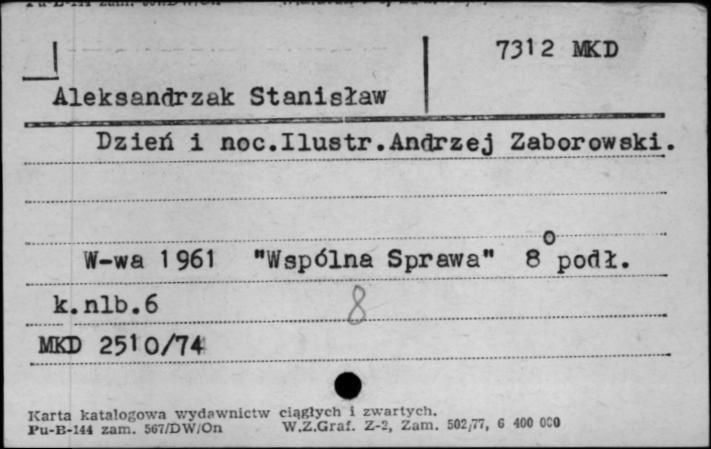 7312 MKD
Aleksandrzak Stanisław
Dzień i noc.Ilustr.Andrzej Zaborowski.
W-wa 1961 "Wspólna Sprawa" 8° podł.
k.nlb.6 8
MKD 2510/74
Karta katalogowa wydawnictw ciągłych i zwartych.
Pu-B-144 zam. 567/DW/On W.Z.Graf. Z-2, Zam. 502/77, 6 400 000